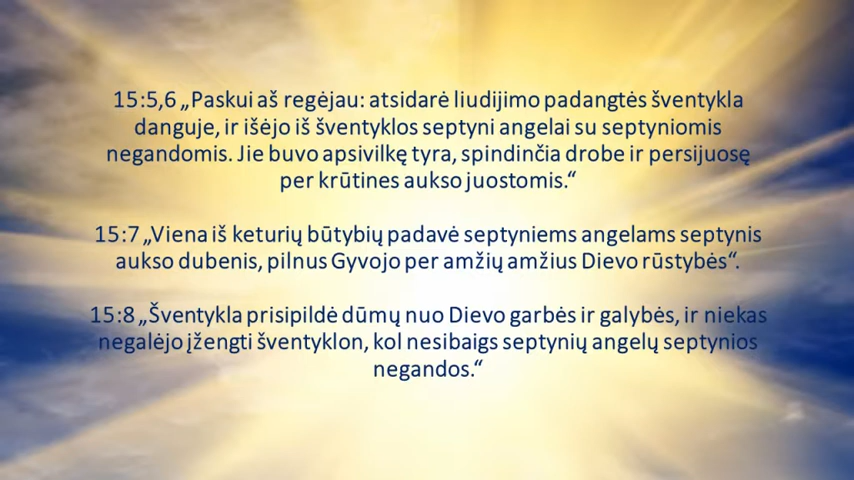 15:5,6 „Paskui aš regėjau: atsidarė liudijimo padangtės šventykla
danguje, ir išėjo iš šventyklos septyni angelai su septyniomis
negandomis. Jie buvo apsivilkę tyra, spindinčia drobe ir persijuosę
per krūtines aukso juostomis.“
15:7 „Viena iš keturių būtybių padavė septyniems angelams septynis
aukso dubenis, pilnus Gyvojo per amžių amžius Dievo rūstybės“.
15:8 „Šventykla prisipildė dūmų nuo Dievo garbės ir galybės, ir niekas
negalėjo įžengti šventyklon, kol nesibaigs septynių angelų septynios
negandos.“